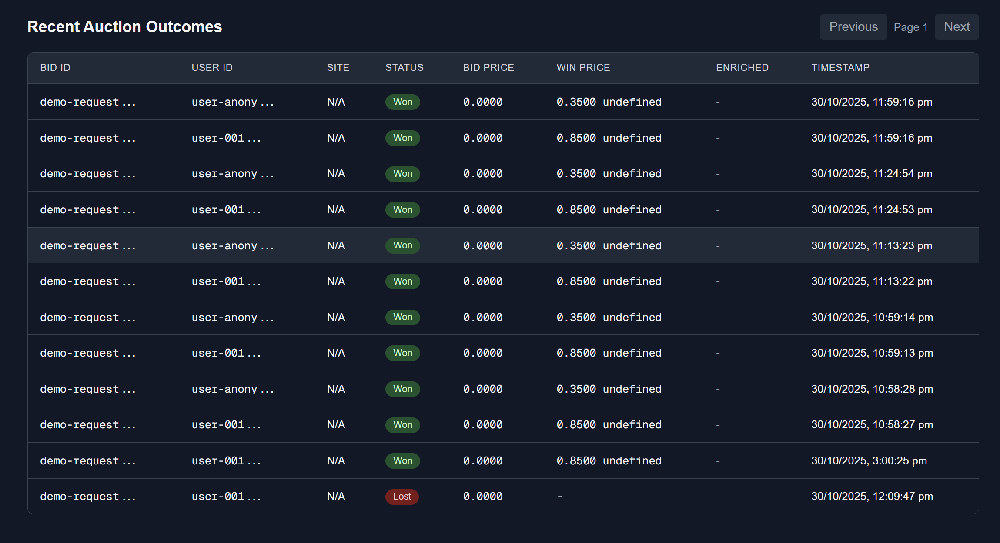 Recent Auction Outcomes
Previous Page 1 Next
BID ID USER ID SITE STATUS BID PRICE WIN PRICE ENRICHED TIMESTAMP
demo-request... user-anony... N/A Won 0.0000 0.3500 undefined - 30/10/2025, 11:59:16 pm
demo-request... user-001... N/A Won 0.0000 0.8500 undefined - 30/10/2025, 11:59:16 pm
demo-request... user-anony... N/A Won 0.0000 0.3500 undefined - 30/10/2025, 11:24:54 pm
demo-request... user-001... N/A Won 0.0000 0.8500 undefined - 30/10/2025, 11:24:53 pm
demo-request... user-anony... N/A Won 0.0000 0.3500 undefined - 30/10/2025, 11:13:23 pm
demo-request... user-001... N/A Won 0.0000 0.8500 undefined - 30/10/2025, 11:13:22 pm
demo-request... user-anony... N/A Won 0.0000 0.3500 undefined - 30/10/2025, 10:59:14 pm
demo-request... user-001... N/A Won 0.0000 0.8500 undefined - 30/10/2025, 10:59:13 pm
demo-request... user-anony... N/A Won 0.0000 0.3500 undefined - 30/10/2025, 10:58:28 pm
demo-request... user-001... N/A Won 0.0000 0.8500 undefined - 30/10/2025, 10:58:27 pm
demo-request... user-001... N/A Won 0.0000 0.8500 undefined - 30/10/2025, 3:00:25 pm
demo-request... user-001... N/A Lost 0.0000 - - 30/10/2025, 12:09:47 pm